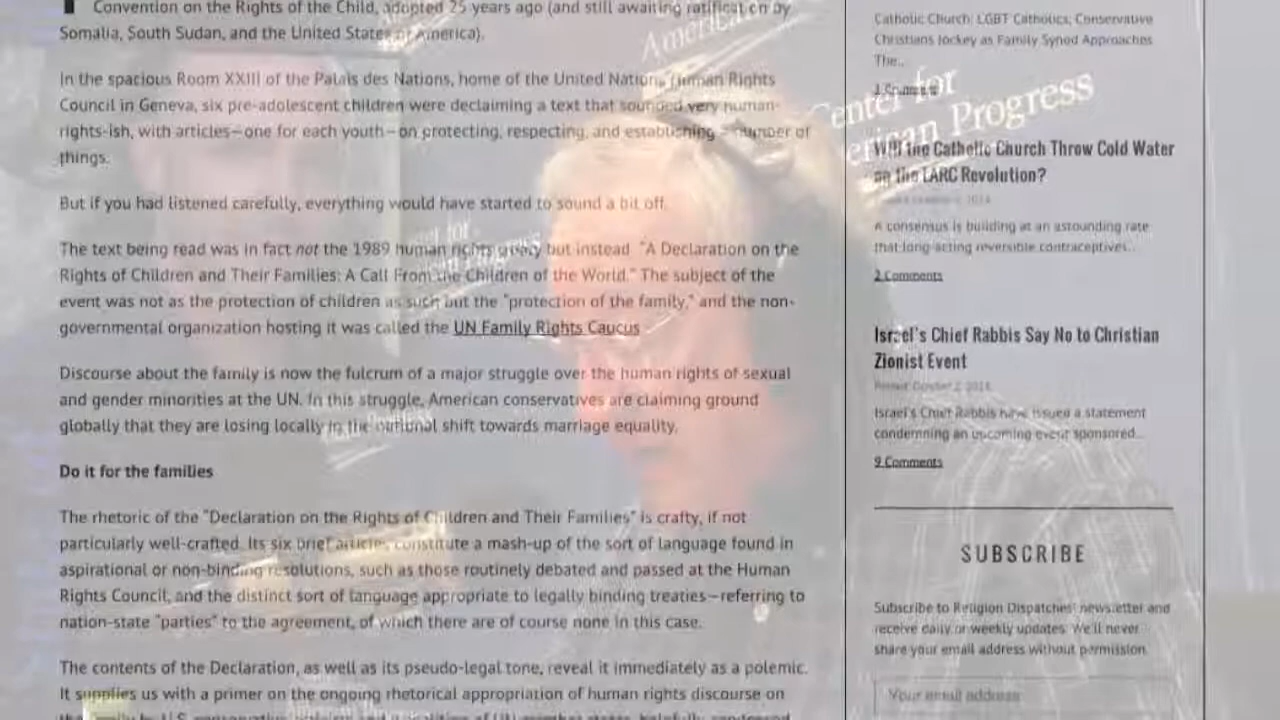 Convention on the Rights of the Child, adopted 25 years ago (and still awaiting ratification by
Somalia, South Sudan, and the United States of America).
In the spacious Room XXIII of the Palais des Nations, home of the United Nations Human Rights
Council in Geneva, six pre-adolescent children were declaiming a text that sounded very human-
rights-ish, with articles—one for each youth—on protecting, respecting, and establishing a number of
things.
But if you had listened carefully, everything would have started to sound a bit off.
The text being read was in fact not the 1989 human rights treaty but instead "A Declaration on the
Rights of Children and Their Families: A Call From the Children of the World." The subject of the
event was not as the protection of children as such but the "protection of the family," and the non-
governmental organization hosting it was called the UN Family Rights Caucus
Discourse about the family is now the fulcrum of a major struggle over the human rights of sexual
and gender minorities at the UN. In this struggle, American conservatives are claiming ground
globally that they are losing locally in the national shift towards marriage equality.
Do it for the families
The rhetoric of the "Declaration on the Rights of Children and Their Families" is crafty, if not
particularly well-crafted. Its six brief articles constitute a mash-up of the sort of language found in
aspirational or non-binding resolutions, such as those routinely debated and passed at the Human
Rights Council, and the distinct sort of language appropriate to legally binding treaties—referring to
nation-state "parties" to the agreement, of which there are of course none in this case.
The contents of the Declaration, as well as its pseudo-legal tone, reveal it immediately as a polemic.
It supplies us with a primer on the ongoing rhetorical appropriation of human rights discourse on
Catholic Church; LGBT Catholics; Conservative
Christians Jockey as Family Synod Approaches
The...
Will the Catholic Church Throw Cold Water
on the LARC Revolution?
A consensus is building at an astounding rate
that long-acting reversible contraceptives...
2 Comments
Israel's Chief Rabbis Say No to Christian
Zionist Event
Posted: October 2, 2014
Israel's Chief Rabbis have issued a statement
condemning an upcoming event sponsored...
9 Comments
SUBSCRIBE
Subscribe to Religion Dispatches' newsletter and
receive daily or weekly updates. We'll never
share your email address without permission.
Your email address
Center for
American Progress